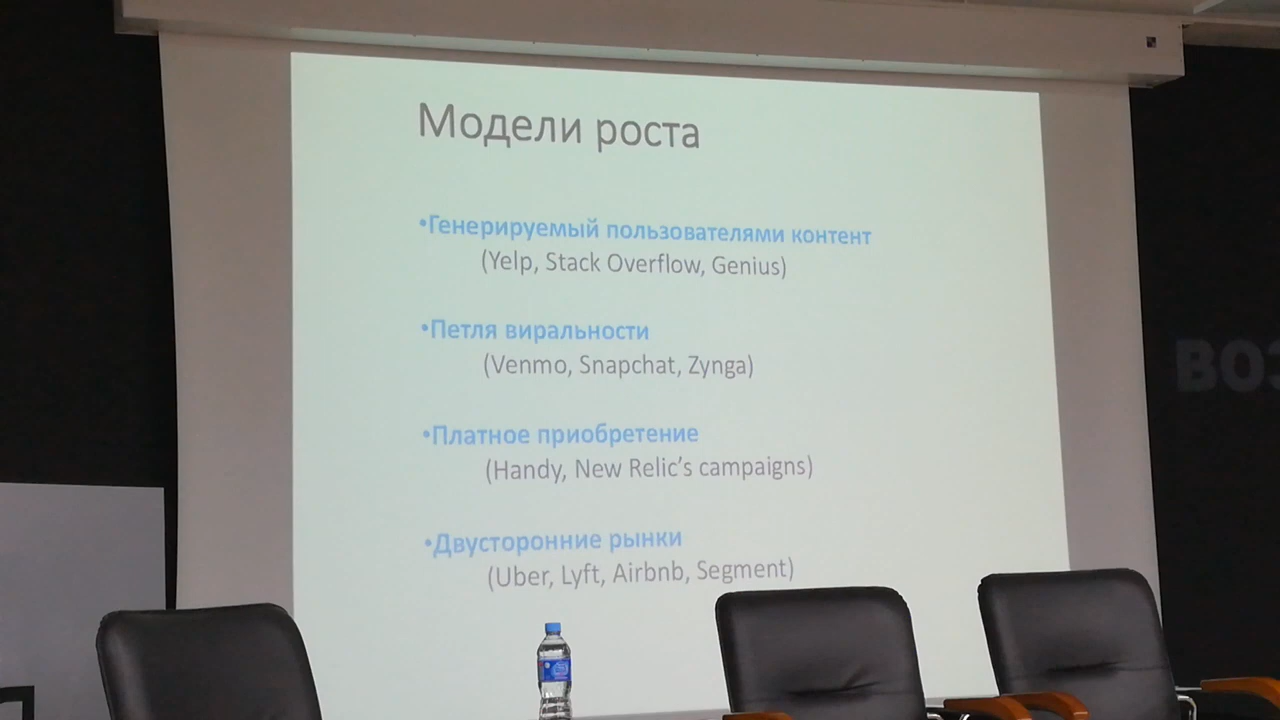 Модели роста
•Генерируемый пользователями контент
(Yelp, Stack Overflow, Genius)
•Петля виральности
(Venmo, Snapchat, Zynga)
•Платное приобретение
(Handy, New Relic’s campaigns)
•Двусторонние рынки
(Uber, Lyft, Airbnb, Segment)
ВОЗ